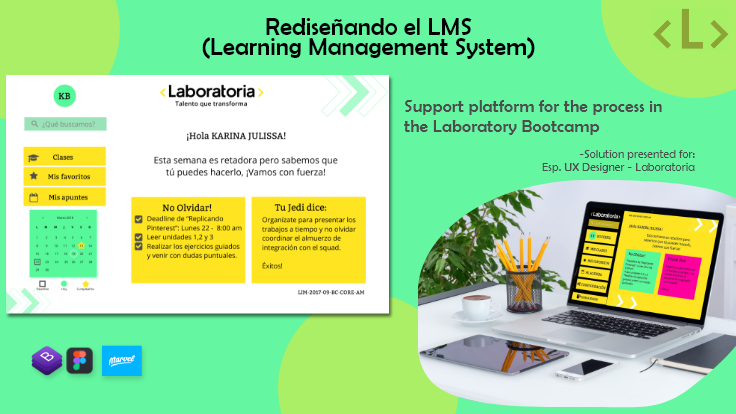 Rediseñando el LMS
(Learning Management System)
<L>
KB
¿Qué buscamos?
Clases
Mis favoritos
Mis apuntes
<Laboratoria>
Talento que transforma
¡Hola KARINA JULISSA!
Esta semana es retadora pero sabemos que
tú puedes hacerlo, ¡Vamos con fuerza!
No Olvidar!
Deadline de "Replicando
Pinterest": Lunes 22 - 8:00 am
Leer unidades 1,2 y 3
Realizar los ejercicios guiados
y venir con dudas puntuales.
Tu Jedi dice:
Organízate para presentar los
trabajos a tiempo y no olvidar
coordinar el almuerzo de
integración con el squad.
Éxitos!
LIM-2017-09-BC-CORE-AM
Support platform for the process in
the Laboratory Bootcamp
-Solution presented for:
Esp. UX Designer - Laboratoria
<Laboratoria>
B
Marvel